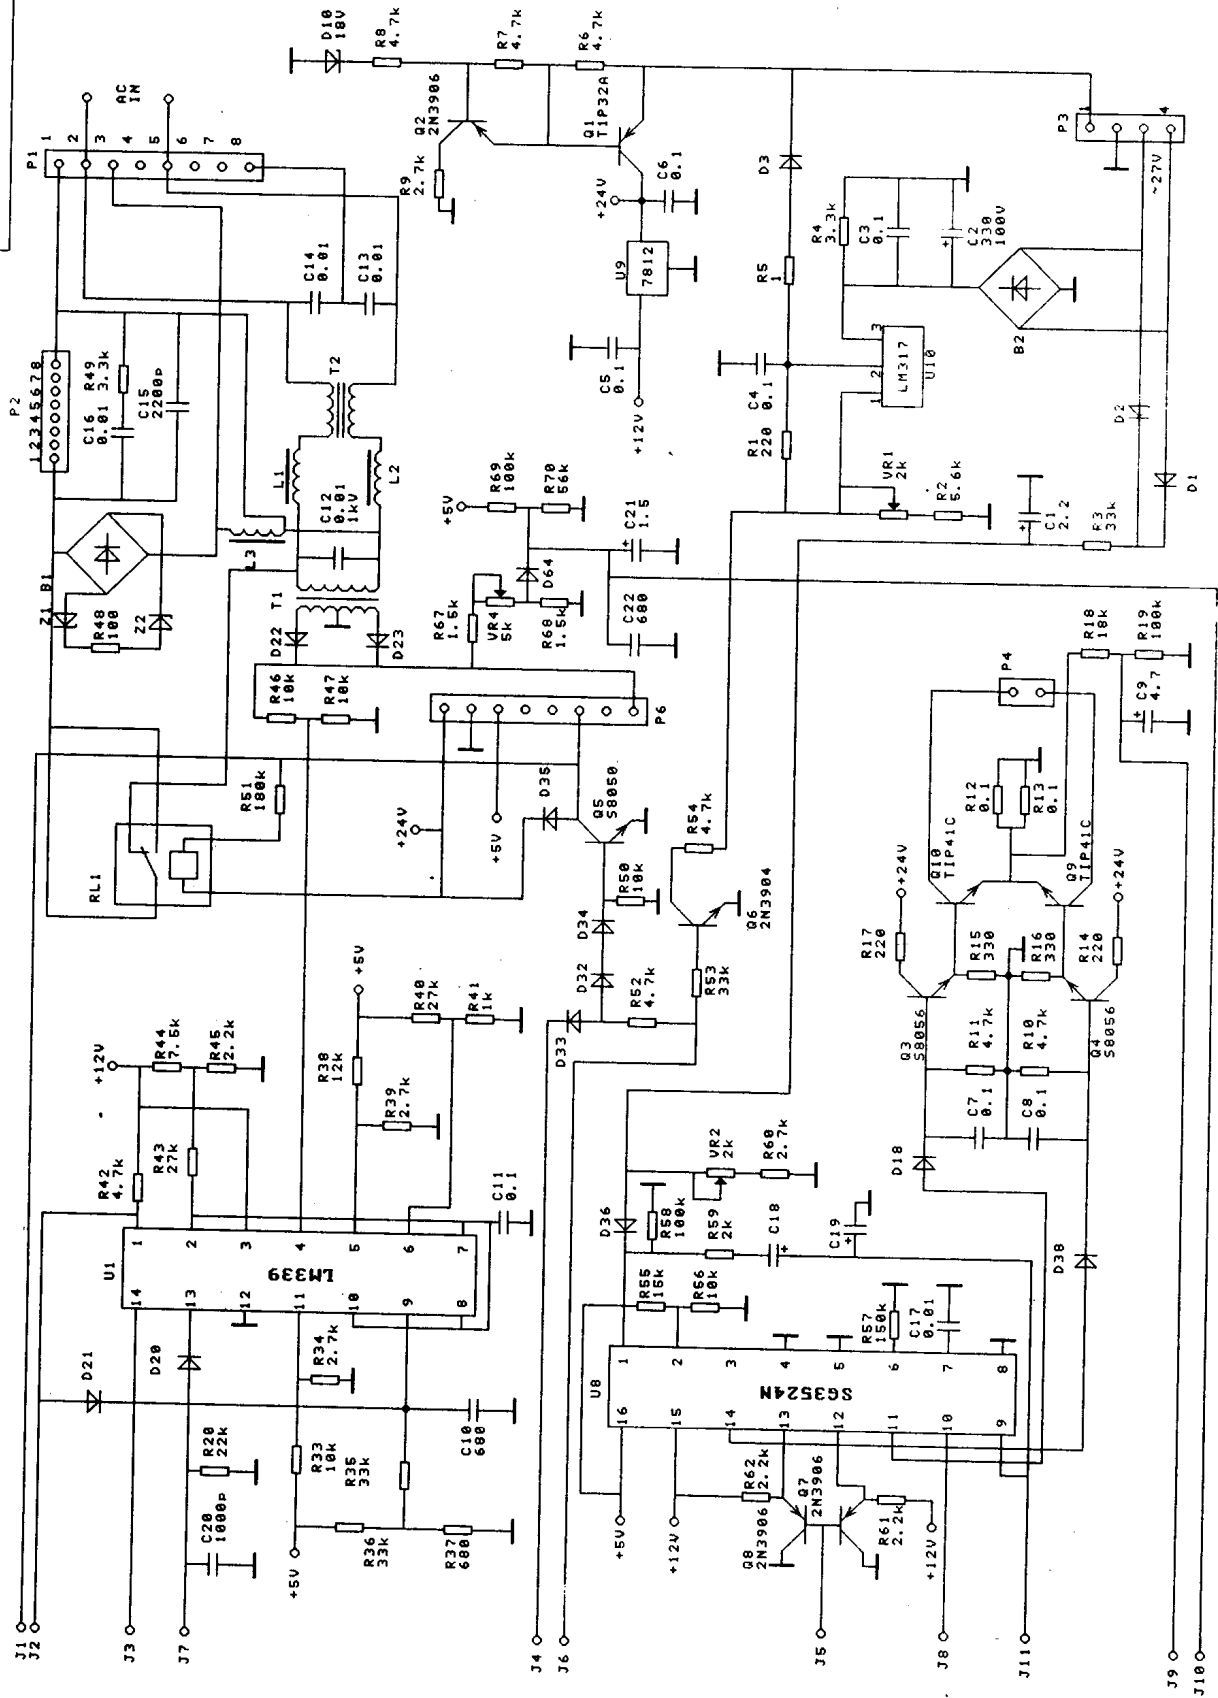 D10
18V
R8
4.7k
R7
4.7k
R6
4.7k
Q2
2N3906
Q1
TIP32A
R9
2.7k
+24V
C6
0.1
U9
7812
C5
0.1
+12V
D3
P3
1
4
~27V
R5
1
R4
3.3k
C3
0.1
C2
+
330
100V
B2
C4
0.1
3
2
1
LM317
U10
R1
220
VR1
2k
R2
5.6k
D2
D1
C1
+
2.2
R3
33k
P1
1
2
3
4
5
6
7
8
AC
IN
C14
0.01
C13
0.01
P2
12345678
R49
3.3k
C16
0.01
C15
2200p
T2
L1
L2
C12
0.01
1kV
L3
T1
B1
Z1
R48
100
Z2
D22
D23
R46
10k
R47
10k
R69
100k
+5V
R70
56k
C21
+
1.5
D64
R67
1.5k
VR4
5k
R68
1.5k
C22
680
P6
RL1
R51
180k
+24V
+5V
D35
Q5
S8050
R50
10k
D34
D32
D33
R54
4.7k
Q6
2N3904
R53
33k
R52
4.7k
P4
R18
18k
R19
100k
C9
+
4.7
R12
0.1
R13
0.1
Q10
TIP41C
Q9
TIP41C
+24V
+24V
R17
220
R15
330
R16
330
R14
220
Q3
S8056
Q4
S8056
R11
4.7k
R10
4.7k
C7
0.1
C8
0.1
D18
D38
+12V
R44
7.5k
R45
2.2k
R42
4.7k
R43
27k
+5V
R38
12k
R40
27k
R41
1k
R39
2.7k
C11
0.1
U1
LM339
1
2
3
4
5
6
7
14
13
12
11
10
9
8
D21
D20
R34
2.7k
R20
22k
C20
1000p
R33
10k
R35
33k
R36
33k
R37
680
C10
680
+5V
D36
VR2
2k
R60
2.7k
R58
100k
R59
2k
C18
+
C19
+
R55
15k
R56
10k
R57
150k
C17
0.01
U8
SG3524N
1
2
3
4
5
6
7
8
16
15
14
13
12
11
10
9
+5V
+12V
R62
2.2k
Q7
2N3906
Q8
2N3906
R61
2.2k
+12V
J1
J2
J3
J7
J4
J6
J5
J8
J11
J9
J10